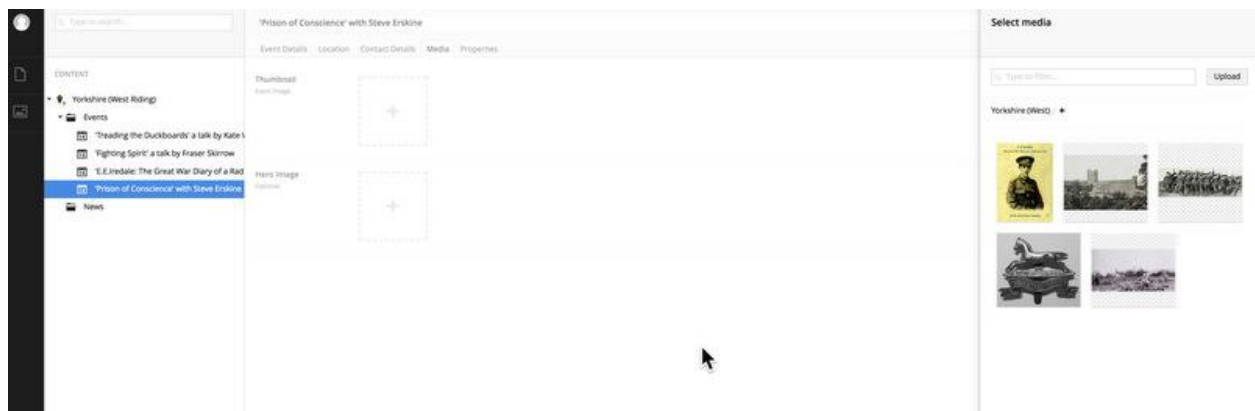 Type to search...
CONTENT
Yorkshire (West Riding)
Events
'Treading the Duckboards' a talk by Kate
'Fighting Spirit' a talk by Fraser Skirrow
'E.E.Iredale: The Great War Diary of a Rad
'Prison of Conscience' with Steve Erskine
News
'Prison of Conscience' with Steve Erskine
Event Details Location Contact Details Media Properties
Thumbnail
Event Image
Hero Image
Optional
Select media
Type to filter...
Upload
Yorkshire (West)